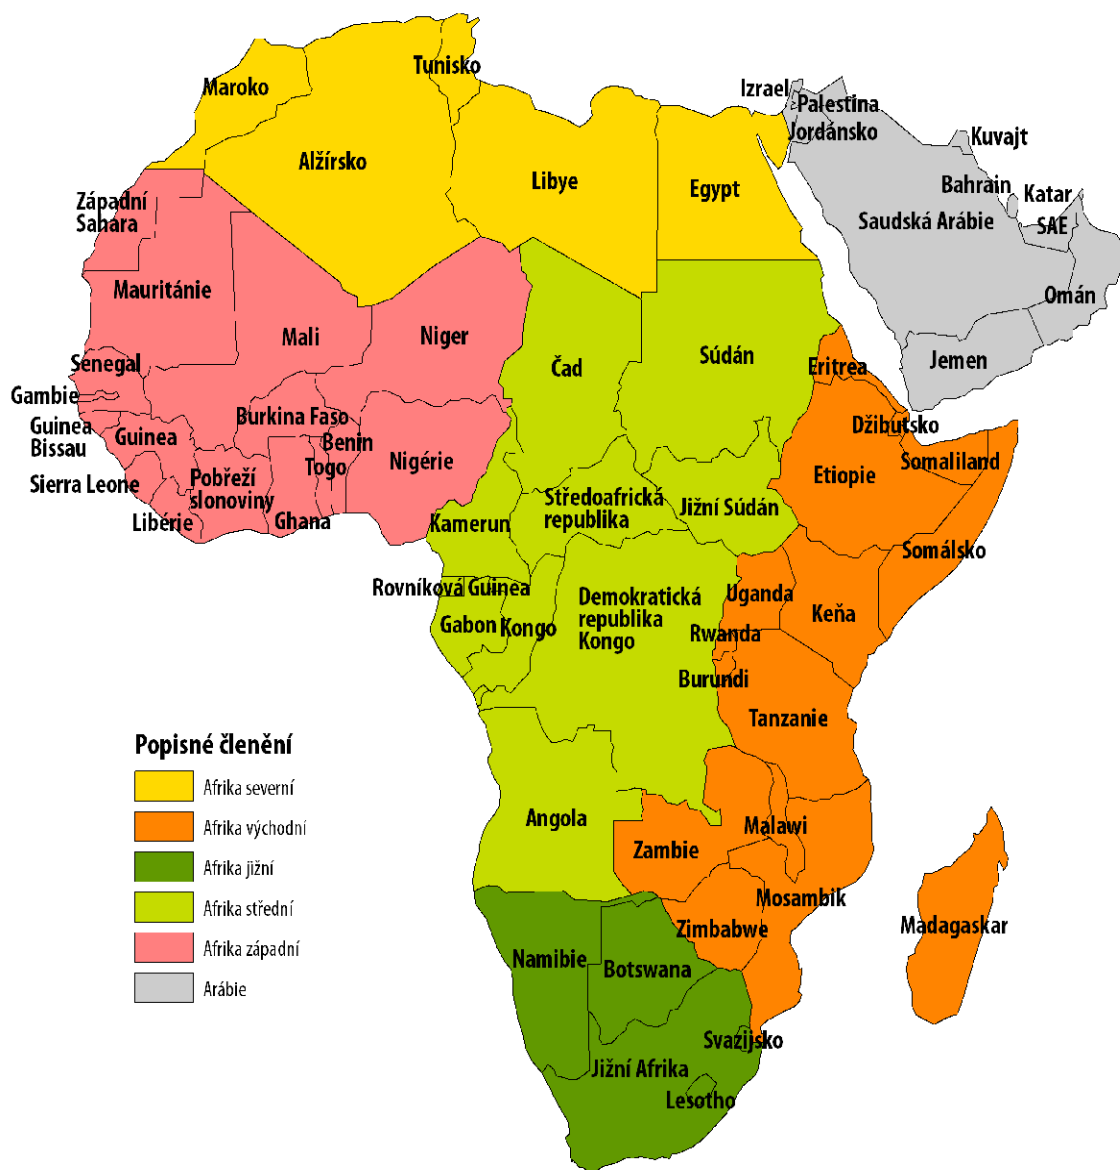 Tunisko
Maroko
Izrael
Palestina
Jordánsko
Kuvajt
Alžírsko
Libye
Egypt
Bahrain
Katar
Západní
Sahara
Saudská Arábie
SAE
Mauritánie
Omán
Mali
Niger
Súdán
Senegal
Čad
Eritrea
Jemen
Gambie
Guinea
Bissau
Guinea
Burkina Faso
Benin
Džibutsko
Togo
Nigérie
Etiopie
Somaliland
Sierra Leone
Pobřeží
slonoviny
Středoafrická
republika
Jižní Súdán
Libérie
Ghana
Kamerun
Somálsko
Rovníková Guinea
Demokratická
republika
Kongo
Uganda
Keňa
Gabon
Kongo
Rwanda
Burundi
Tanzanie
Popisné členění
Afrika severní
Afrika východní
Afrika jižní
Afrika střední
Afrika západní
Arábie
Angola
Malawi
Zambie
Mosambik
Zimbabwe
Madagaskar
Namibie
Botswana
Svazijsko
Jižní Afrika
Lesotho